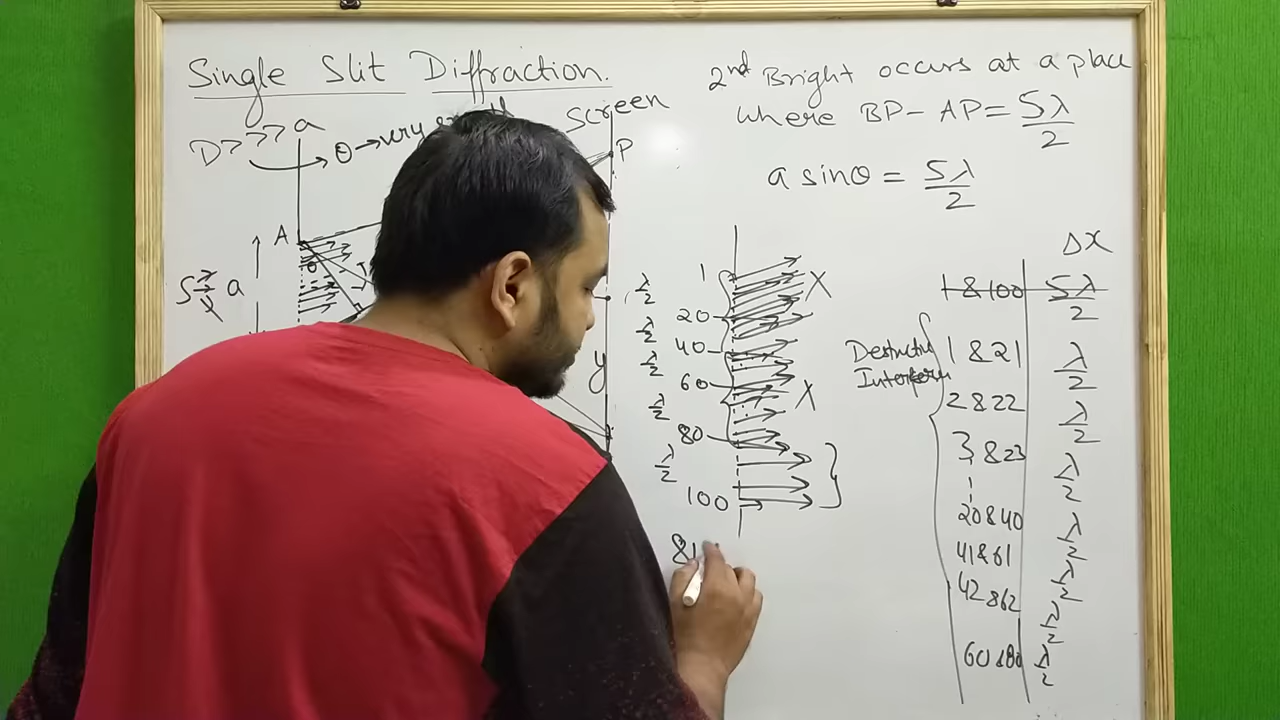 Single Slit Diffraction.
D>>>> a
θ → very
Screen
P
A
a
y
2nd Bright occurs at a place
where BP - AP = 5λ/2
a sinθ = 5λ/2
Δx
1 & 100 5λ/2
Destructive
Interfern
1 & 21 λ/2
2 & 22 λ/2
3 & 23 λ/2
20 & 40 λ/2
41 & 61 λ/2
42 & 62 λ/2
60 & 80 λ/2
1
λ/2
20
λ/2
40
λ/2
60
λ/2
80
λ/2
100
X
X
81